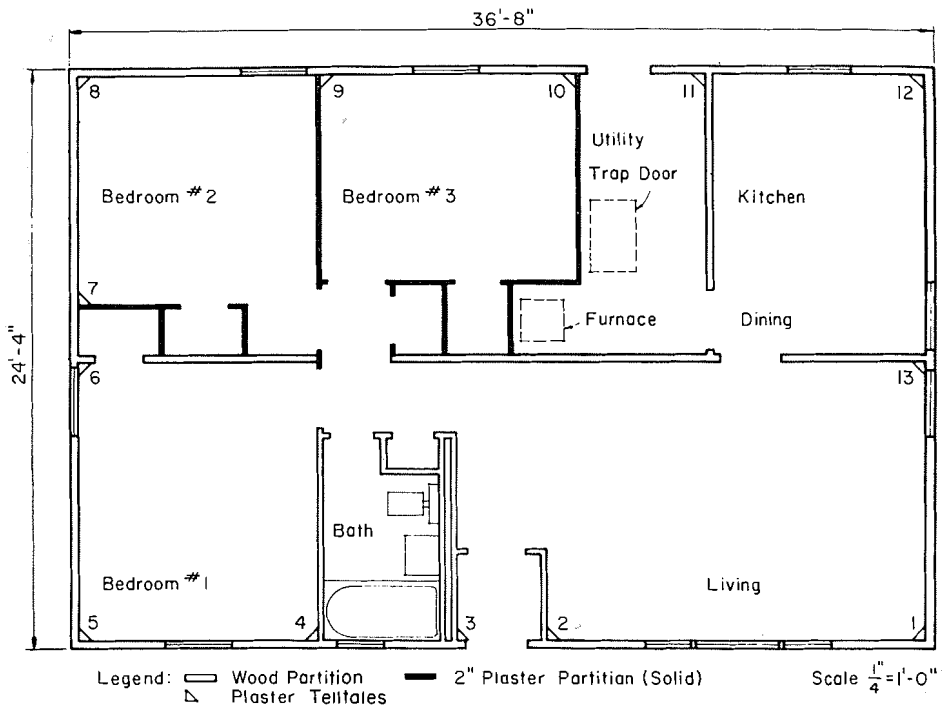 36'-8"
8
9
10
11
12
Utility
Trap Door
Bedroom #2
Bedroom #3
Kitchen
7
Furnace
Dining
24'-4"
6
13
Bath
Bedroom #1
Living
5
4
3
2
1
Legend: Wood Partition 2" Plaster Partition (Solid) Scale 1/4"=1'-0"
Plaster Telltales